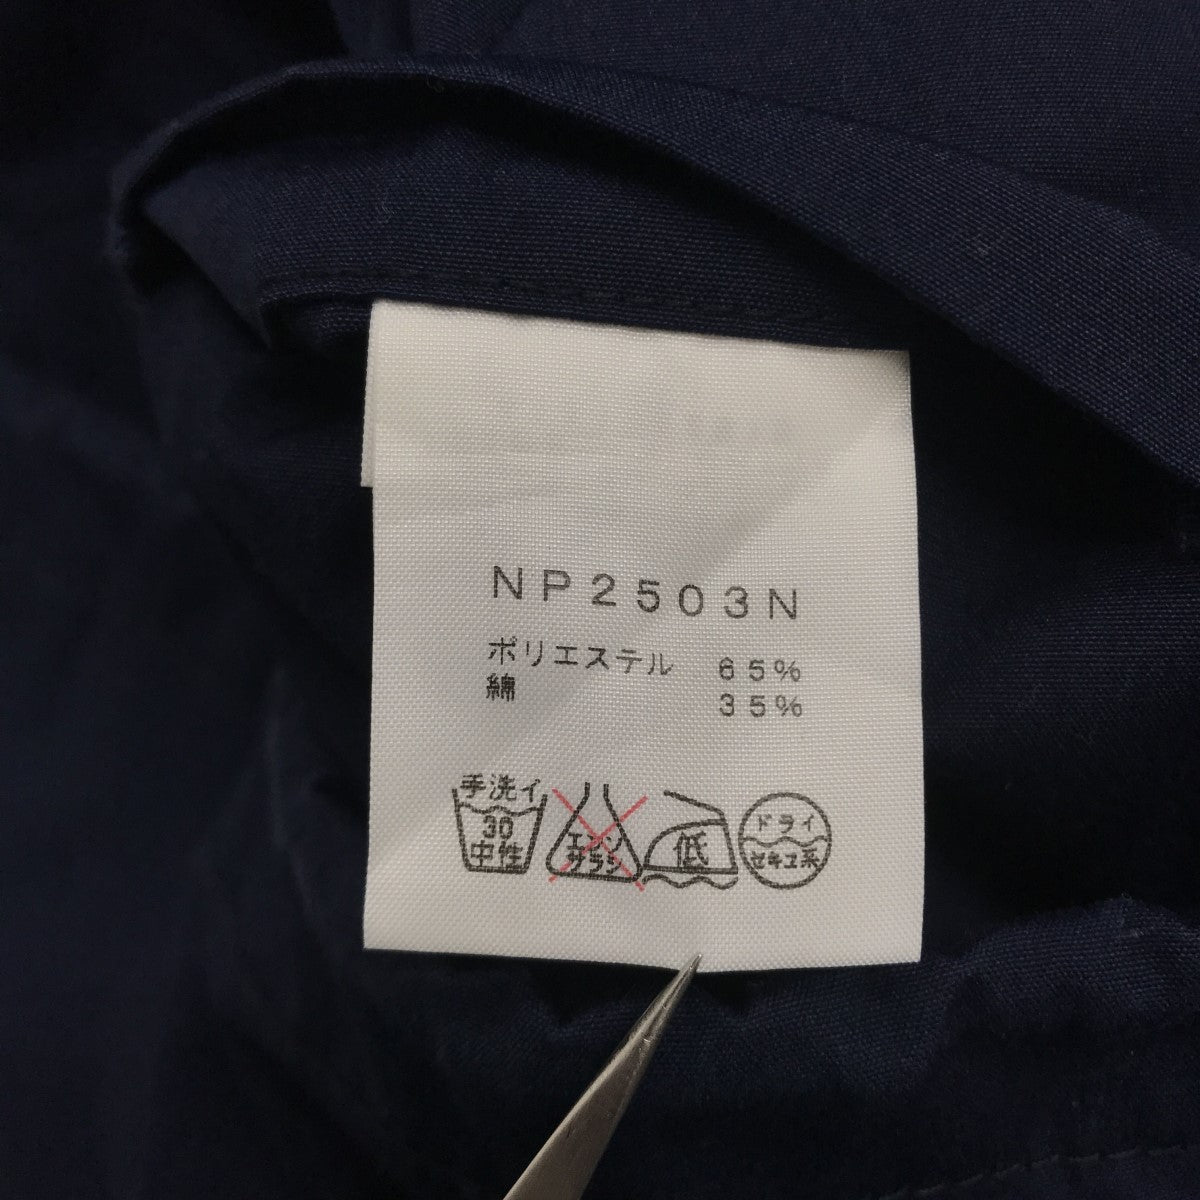 NP2503N
ポリエステル 65%
綿 35%
手洗イ
30
中性
エンソ
サラシ
低
ドライ
セキユ系